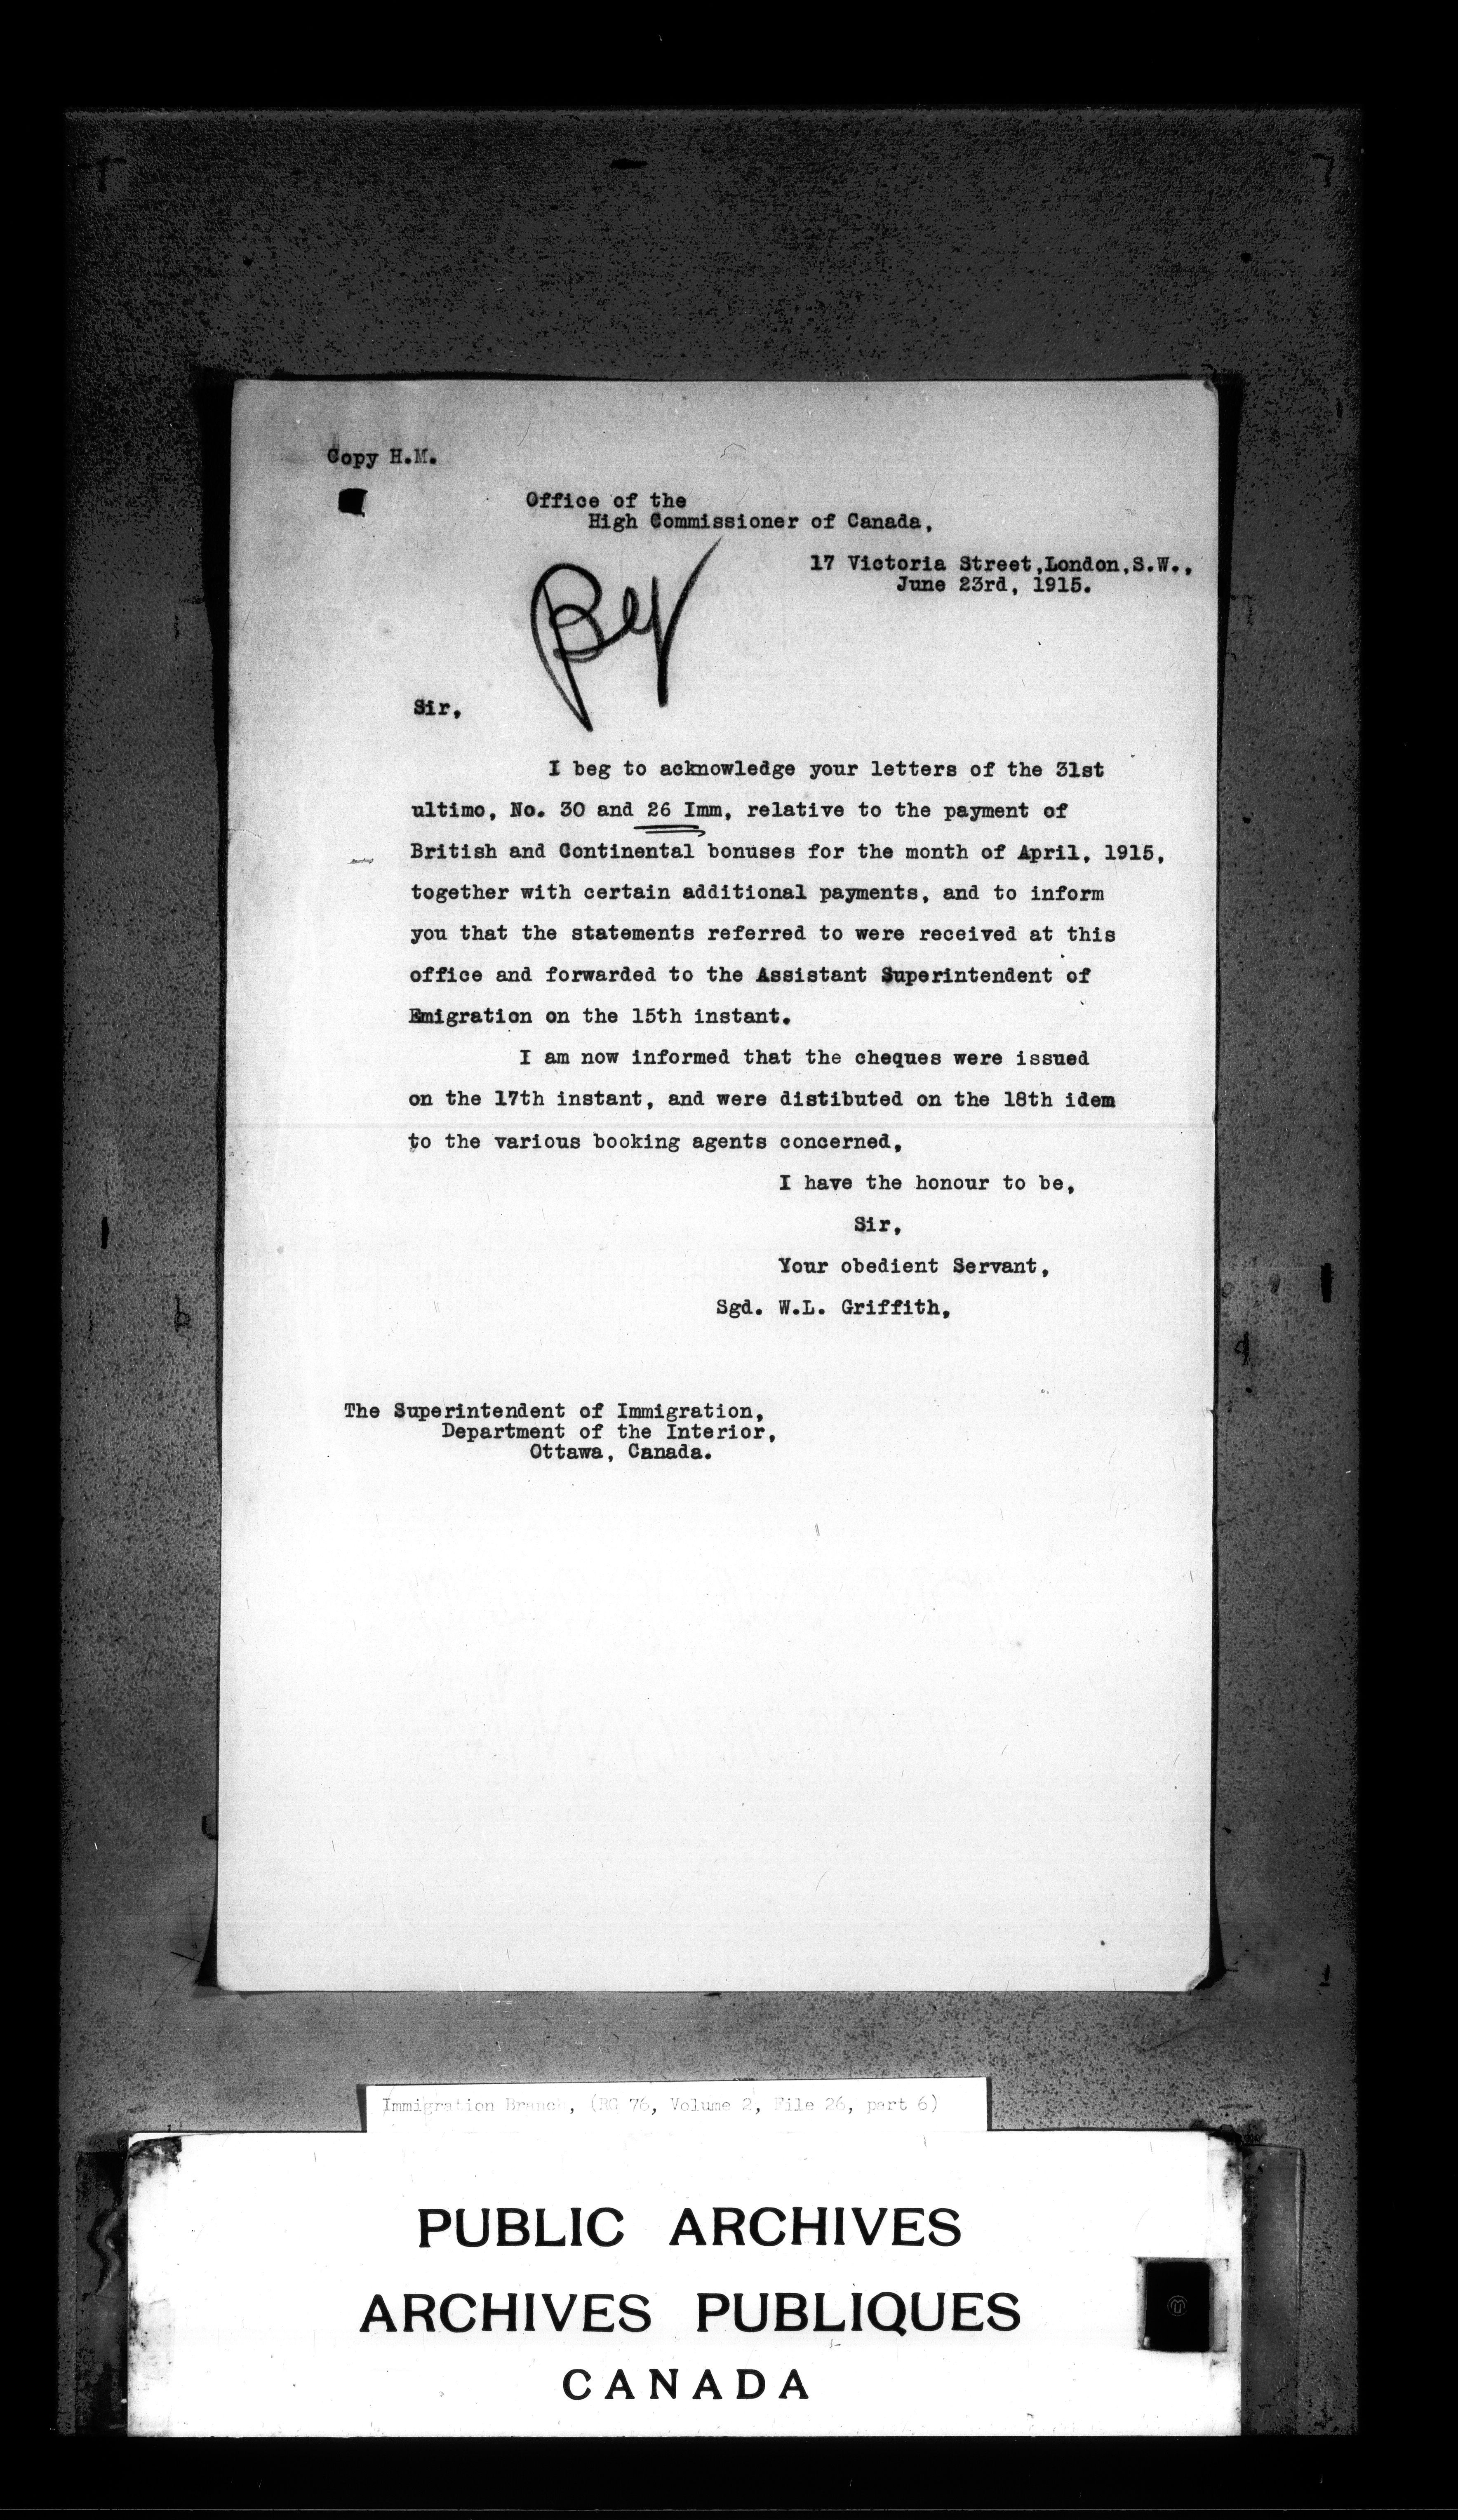 Copy H.M.
Office of the
High Commissioner of Canada,
17 Victoria Street,London,S.W.,
June 23rd, 1915.
Sir,
I beg to acknowledge your letters of the 31st
ultimo, No. 30 and 26 Imm, relative to the payment of
British and Continental bonuses for the month of April, 1915,
together with certain additional payments, and to inform
you that the statements referred to were received at this
office and forwarded to the Assistant Superintendent of
Emigration on the 15th instant.
I am now informed that the cheques were issued
on the 17th instant, and were distibuted on the 18th idem
to the various booking agents concerned,
I have the honour to be,
Sir,
Your obedient Servant,
Sgd. W.L. Griffith,
The Superintendent of Immigration,
Department of the Interior,
Ottawa, Canada.
Immigration Branch, (RG 76, Volume 2, File 26, part 6)
PUBLIC ARCHIVES
ARCHIVES PUBLIQUES
CANADA